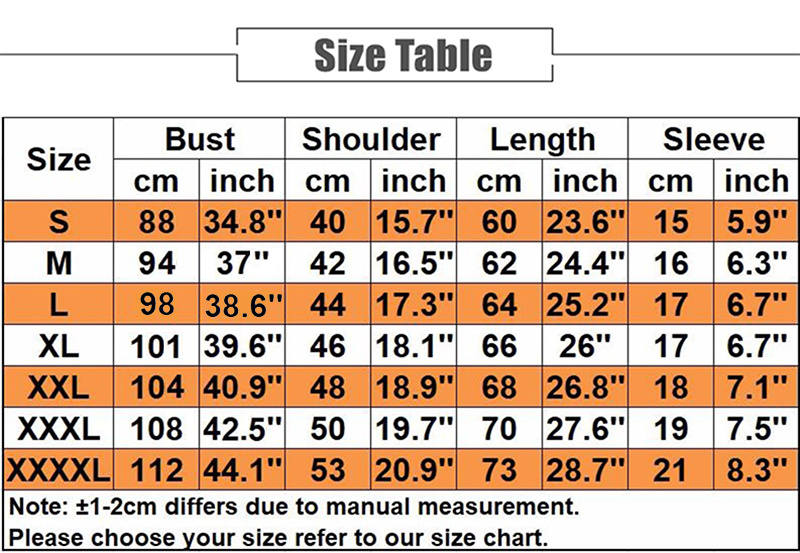 Size Table
Size Bust Shoulder Length Sleeve
cm inch cm inch cm inch cm inch
S 88 34.8" 40 15.7" 60 23.6" 15 5.9"
M 94 37" 42 16.5" 62 24.4" 16 6.3"
L 98 38.6" 44 17.3" 64 25.2" 17 6.7"
XL 101 39.6" 46 18.1" 66 26" 17 6.7"
XXL 104 40.9" 48 18.9" 68 26.8" 18 7.1"
XXXL 108 42.5" 50 19.7" 70 27.6" 19 7.5"
XXXXL 112 44.1" 53 20.9" 73 28.7" 21 8.3"
Note: ±1-2cm differs due to manual measurement.
Please choose your size refer to our size chart.